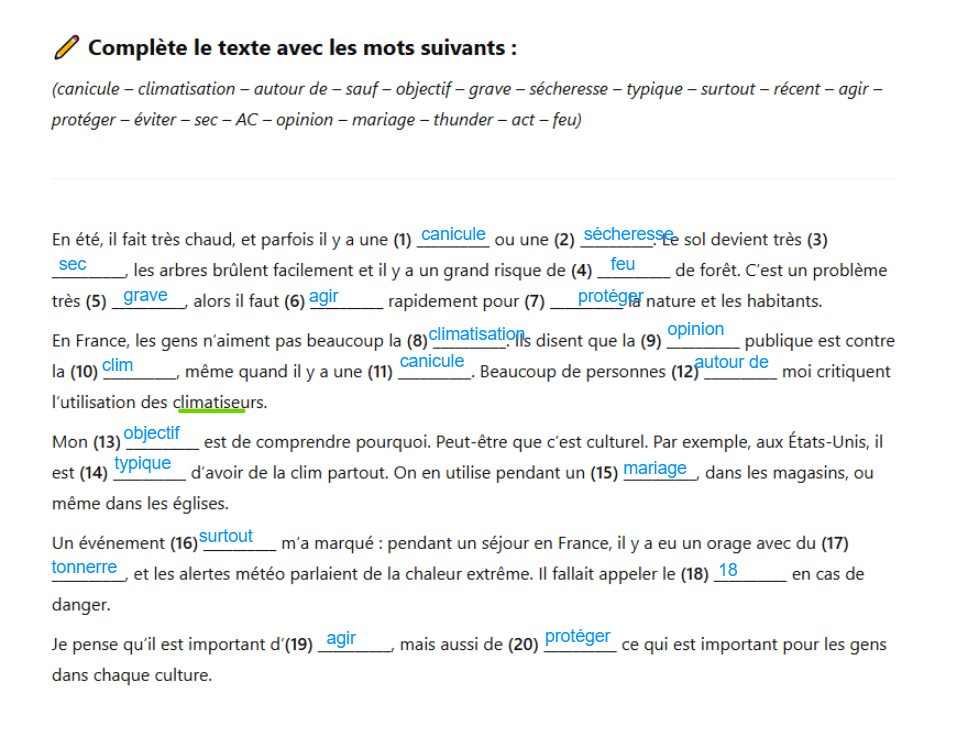 Complète le texte avec les mots suivants :
(canicule – climatisation – autour de – sauf – objectif – grave – sécheresse – typique – surtout – récent – agir –
protéger – éviter – sec – AC – opinion – mariage – thunder – act – feu)
En été, il fait très chaud, et parfois il y a une (1) canicule ou une (2) sécheresse. Le sol devient très (3)
sec, les arbres brûlent facilement et il y a un grand risque de (4) feu de forêt. C'est un problème
très (5) grave, alors il faut (6) agir rapidement pour (7) protéger la nature et les habitants.
En France, les gens n'aiment pas beaucoup la (8) climatisation. Ils disent que la (9) opinion publique est contre
la (10) clim, même quand il y a une (11) canicule. Beaucoup de personnes (12) autour de moi critiquent
l'utilisation des climatiseurs.
Mon (13) objectif est de comprendre pourquoi. Peut-être que c'est culturel. Par exemple, aux États-Unis, il
est (14) typique d'avoir de la clim partout. On en utilise pendant un (15) mariage, dans les magasins, ou
même dans les églises.
Un événement (16) surtout m'a marqué : pendant un séjour en France, il y a eu un orage avec du (17)
tonnerre, et les alertes météo parlaient de la chaleur extrême. Il fallait appeler le (18) 18 en cas de
danger.
Je pense qu'il est important d'(19) agir, mais aussi de (20) protéger ce qui est important pour les gens
dans chaque culture.